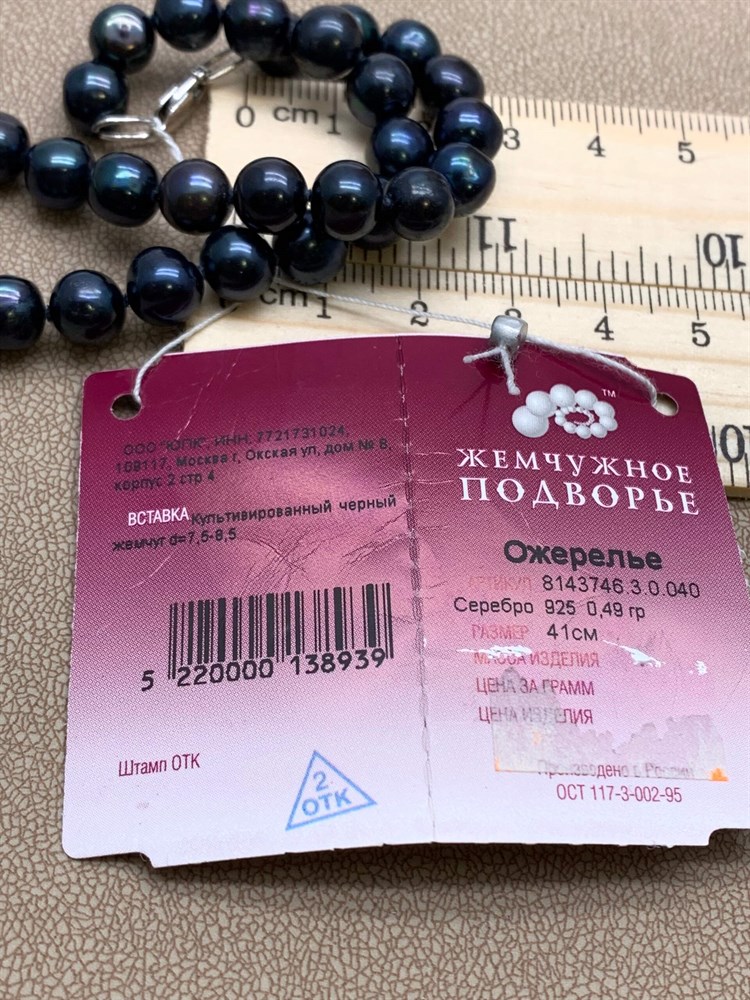 0 cm 1 3 4 5
11 10
cm 1 2 3 4 5
10
ООО "ЮПК", ИНН: 7721731024,
109117, Москва г, Окская ул, дом № 8,
корпус 2 стр 4
ВСТАВКА Культивированный черный
жемчуг d=7,5-8,5
5 220000 138939
Штамп ОТК
2
ОТК
TM
ЖЕМЧУЖНОЕ
ПОДВОРЬЕ
Ожерелье
АРТИКУЛ 8143746.3.0.040
Серебро 925 0,49 гр
РАЗМЕР 41см
МАССА ИЗДЕЛИЯ
ЦЕНА ЗА ГРАММ
ЦЕНА ИЗДЕЛИЯ
Произведено в России
ОСТ 117-3-002-95